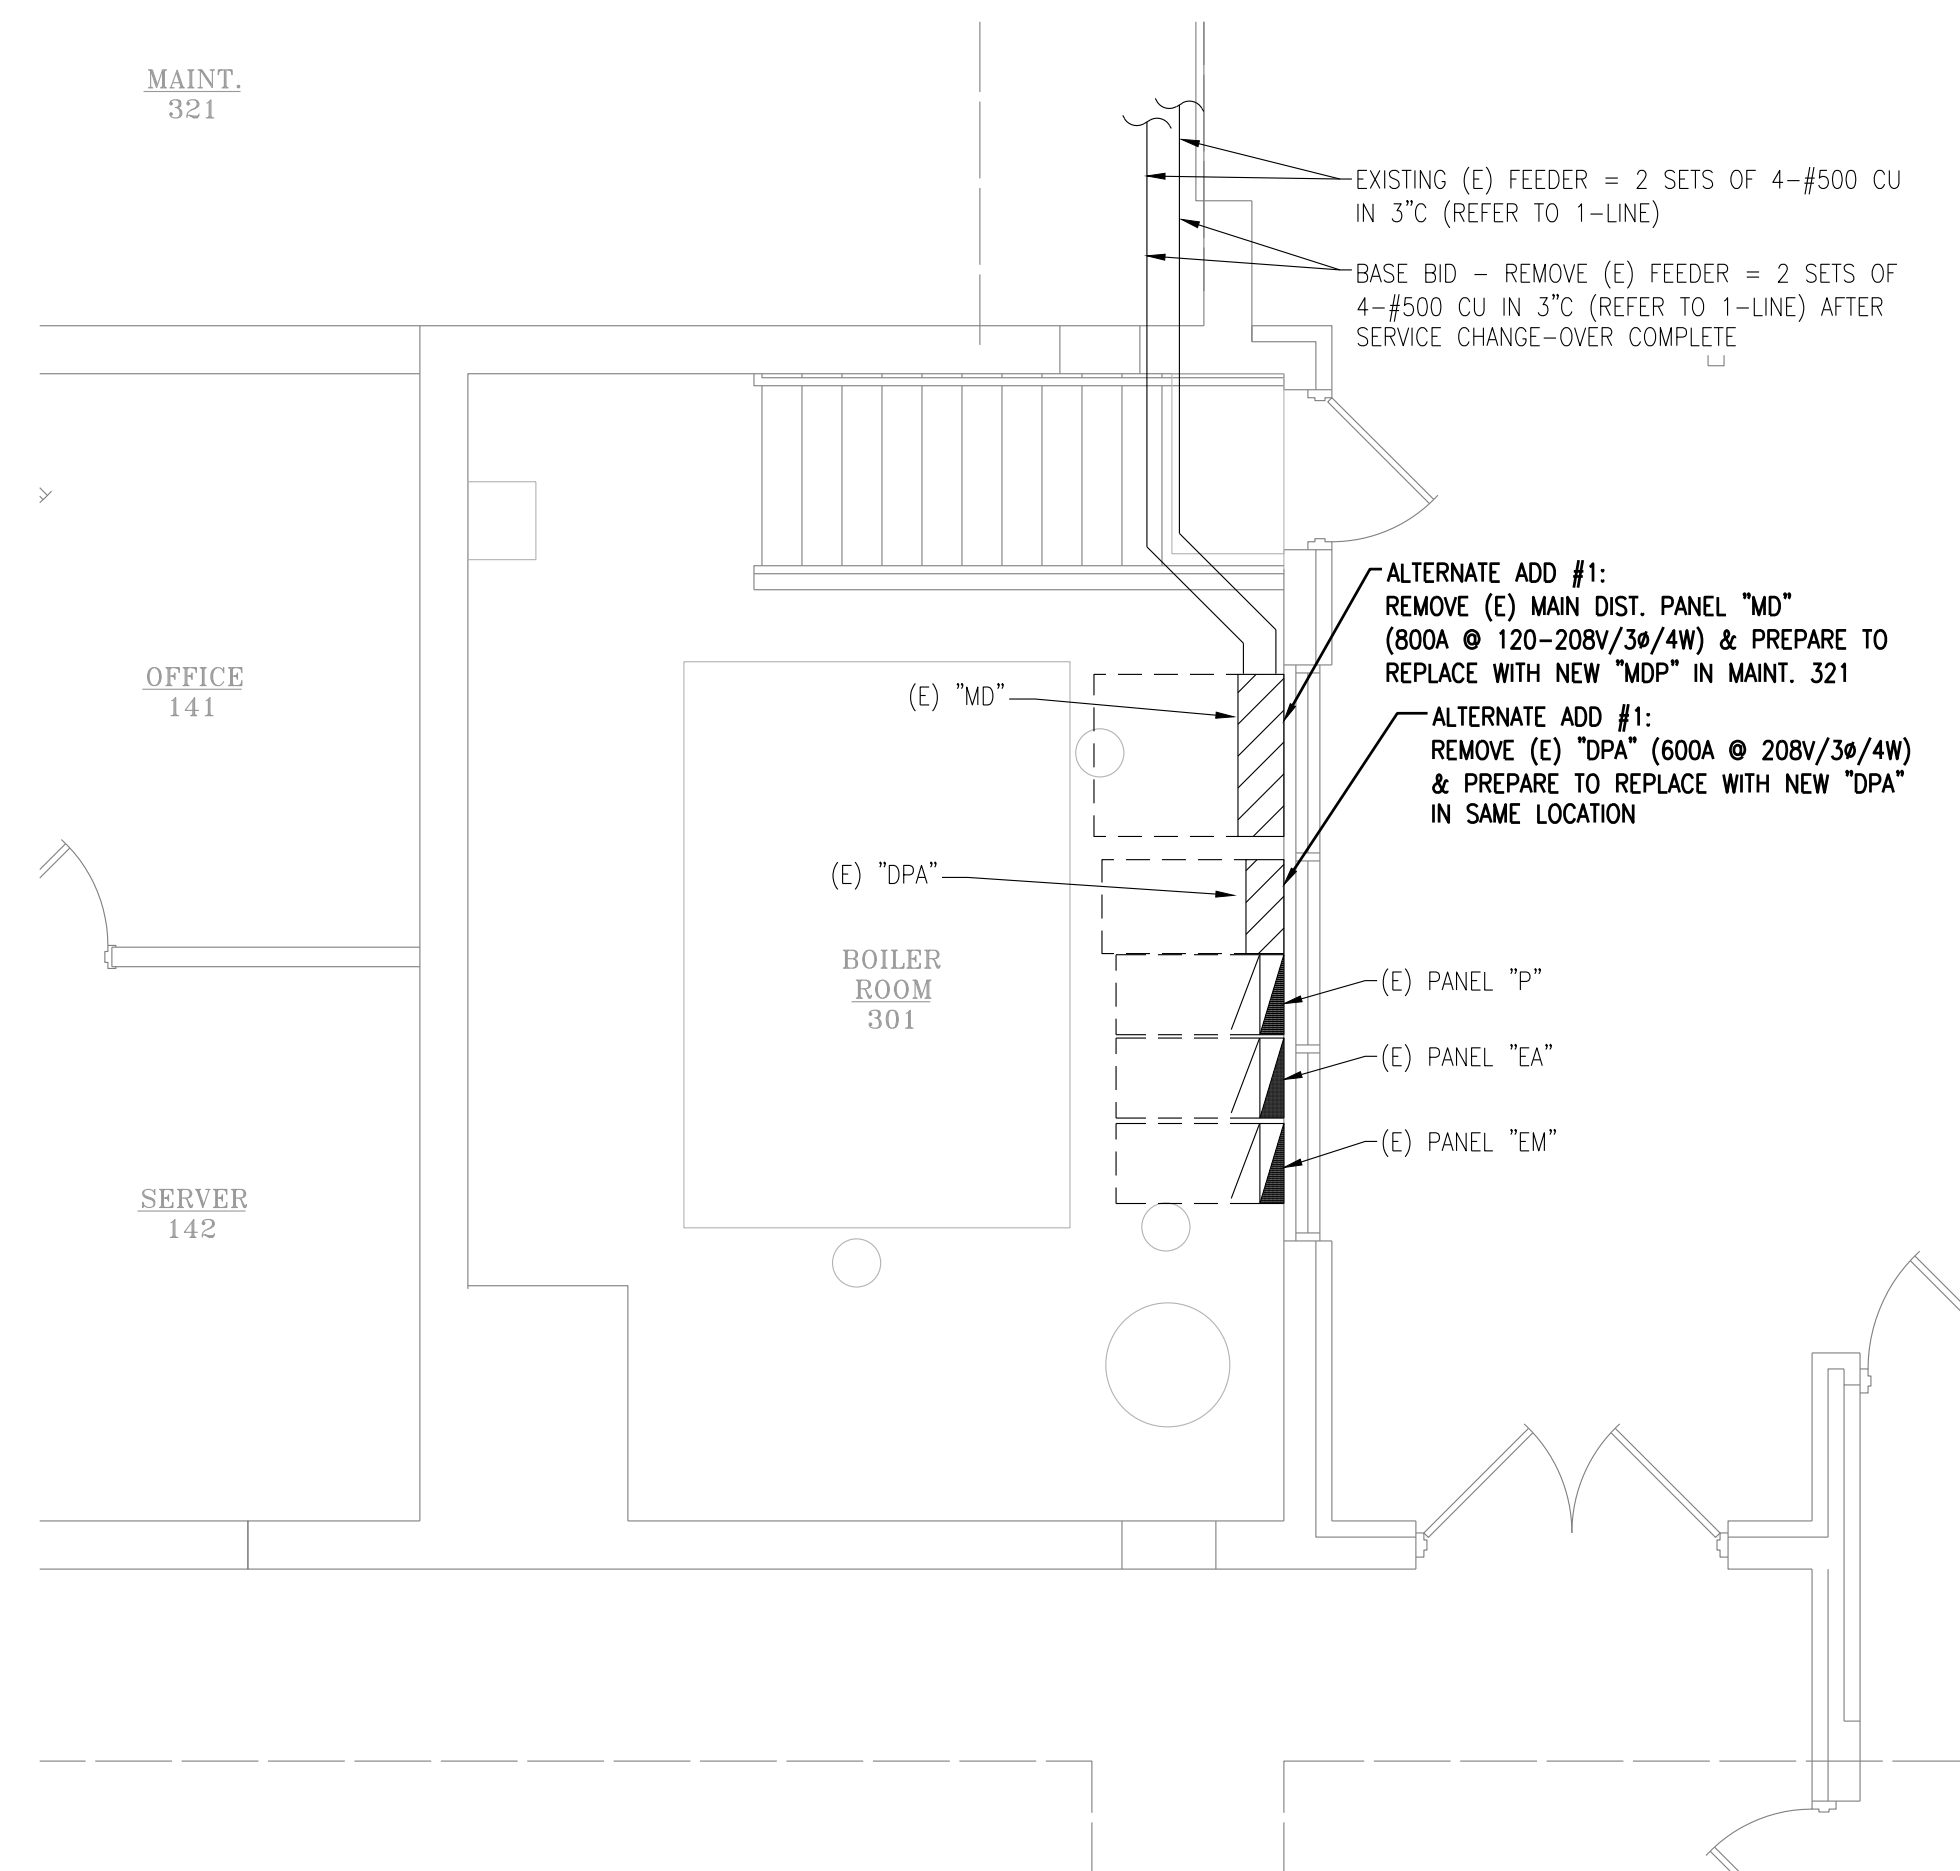 MAINT.
321
EXISTING (E) FEEDER = 2 SETS OF 4-#500 CU
IN 3"C (REFER TO 1-LINE)
BASE BID - REMOVE (E) FEEDER = 2 SETS OF
4-#500 CU IN 3"C (REFER TO 1-LINE) AFTER
SERVICE CHANGE-OVER COMPLETE
ALTERNATE ADD #1:
REMOVE (E) MAIN DIST. PANEL "MD"
(800A @ 120-208V/3ø/4W) & PREPARE TO
REPLACE WITH NEW "MDP" IN MAINT. 321
OFFICE
141
(E) "MD"
ALTERNATE ADD #1:
REMOVE (E) "DPA" (600A @ 208V/3ø/4W)
& PREPARE TO REPLACE WITH NEW "DPA"
IN SAME LOCATION
(E) "DPA"
BOILER
ROOM
301
(E) PANEL "P"
(E) PANEL "EA"
(E) PANEL "EM"
SERVER
142